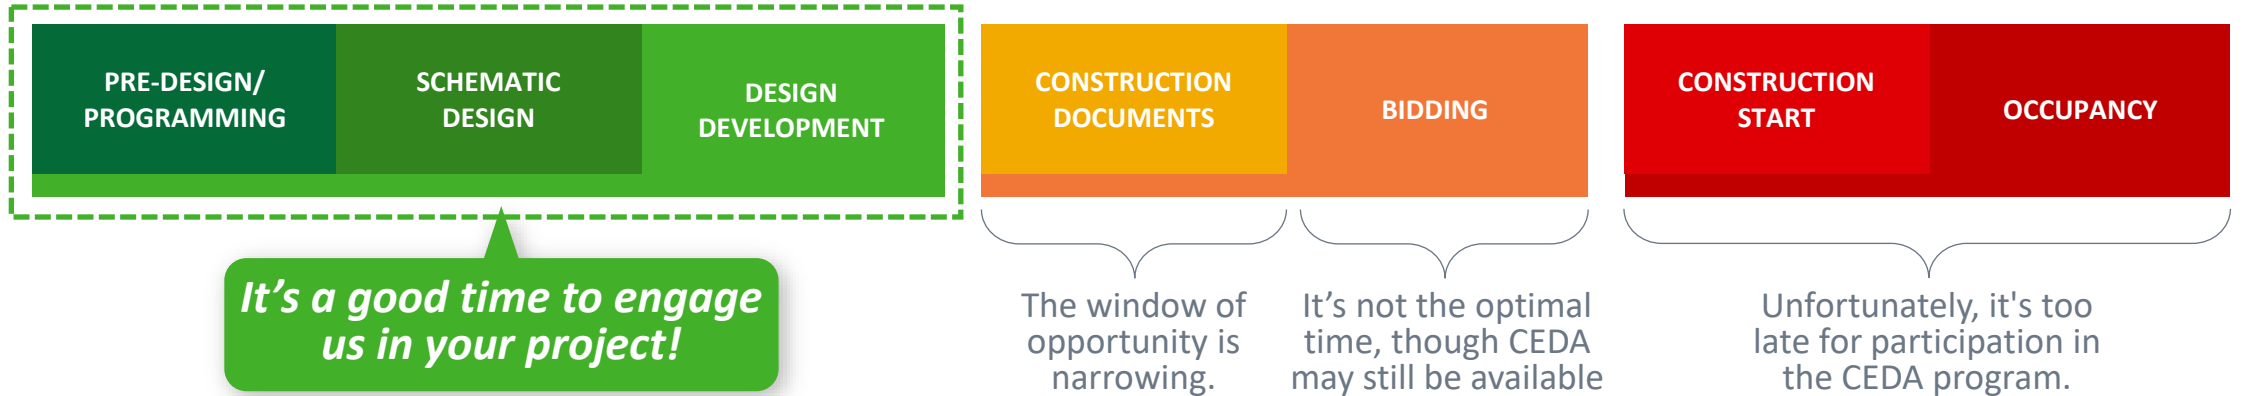 PRE-DESIGN/
PROGRAMMING
SCHEMATIC
DESIGN
DESIGN
DEVELOPMENT
CONSTRUCTION
DOCUMENTS
BIDDING
CONSTRUCTION
START
OCCUPANCY
It’s a good time to engage
us in your project!
The window of
opportunity is
narrowing.
It’s not the optimal
time, though CEDA
may still be available
Unfortunately, it's too
late for participation in
the CEDA program.